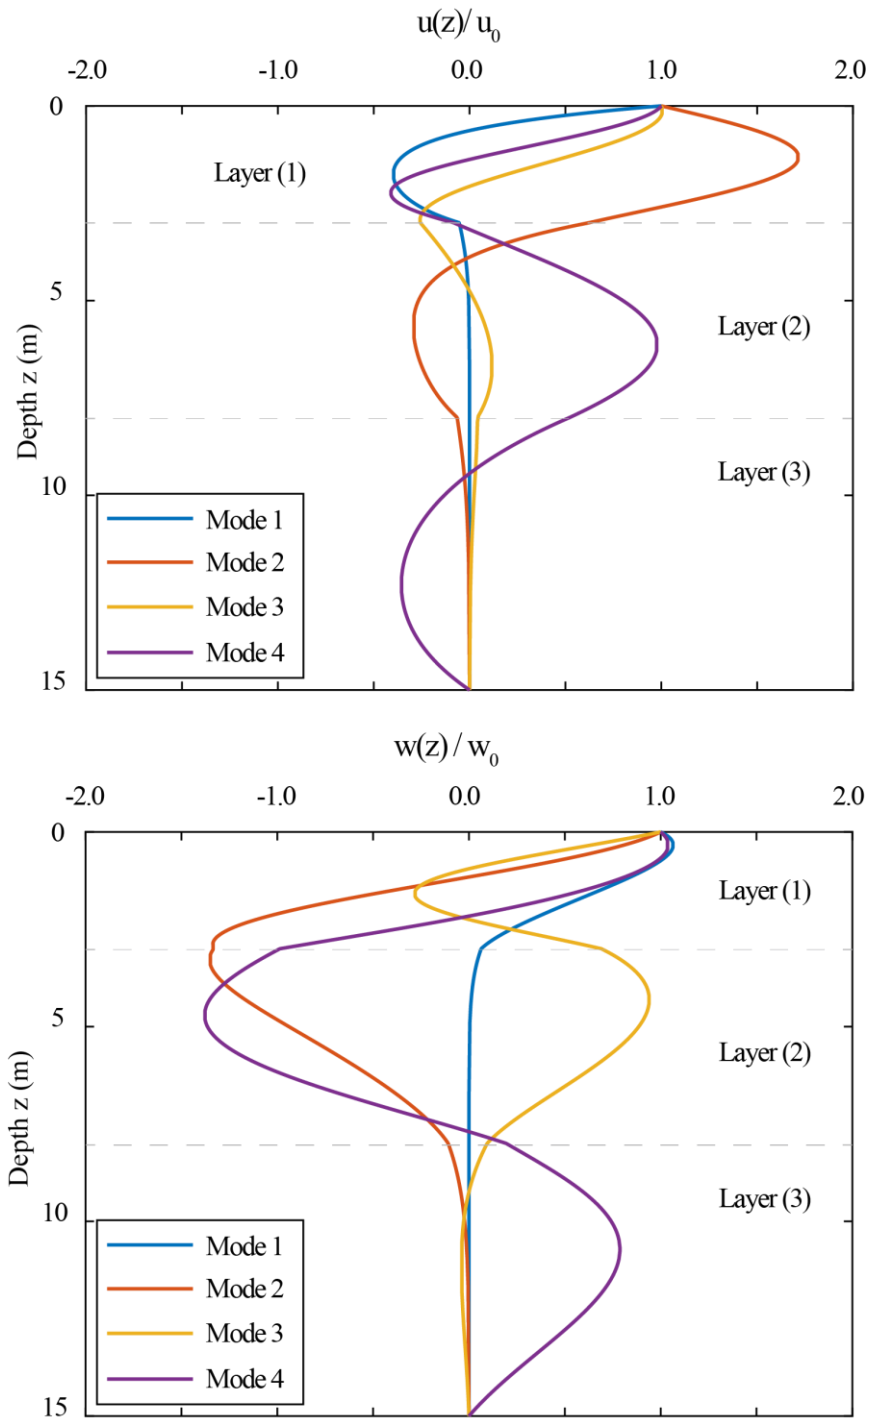 u(z)/ u0
-2.0 -1.0 0.0 1.0 2.0
0
Layer (1)
5
Layer (2)
Depth z (m)
Layer (3)
10
Mode 1
Mode 2
Mode 3
Mode 4
15
w(z) / w0
-2.0 -1.0 0.0 1.0 2.0
0
Layer (1)
5
Layer (2)
Depth z (m)
Layer (3)
10
Mode 1
Mode 2
Mode 3
Mode 4
15